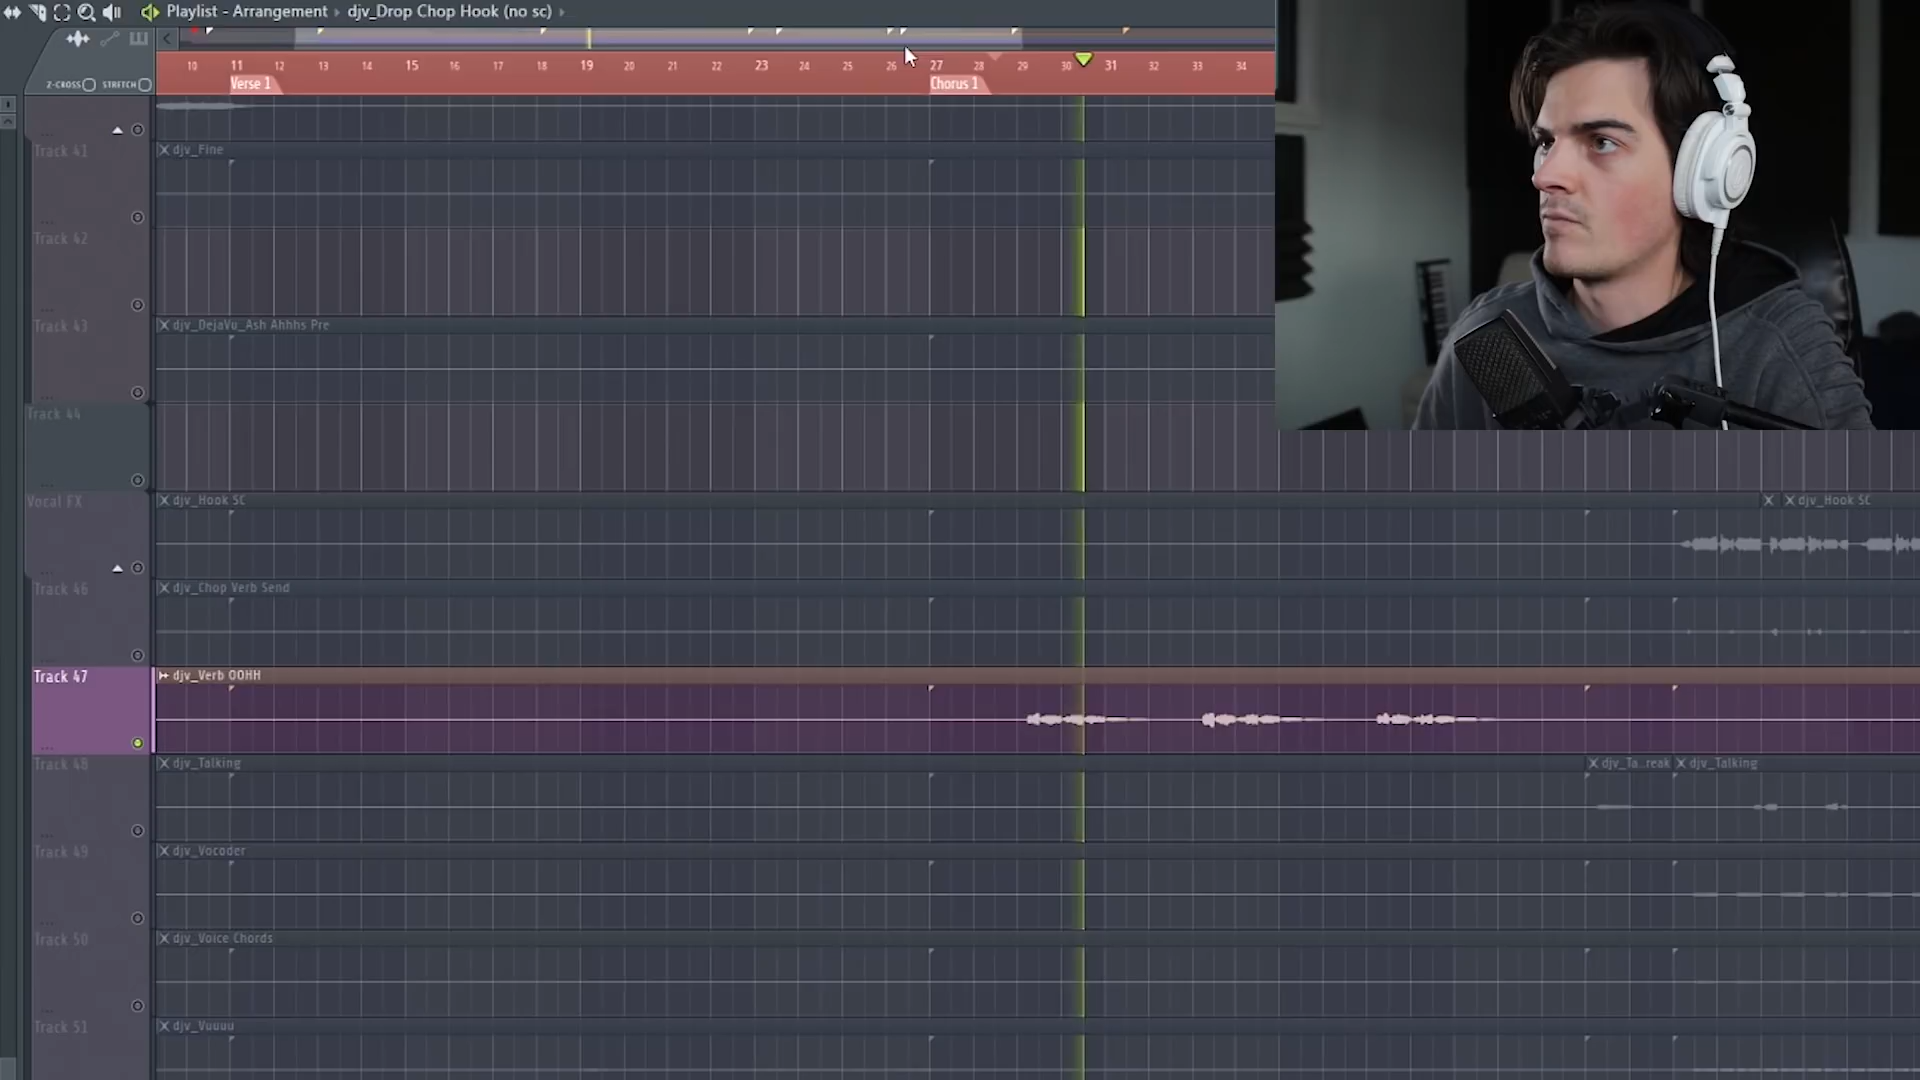 Playlist - Arrangement › djv_Drop Chop Hook (no sc) ›
Z-CROSS STRETCH
10 11 12 13 14 15 16 17 18 19 20 21 22 23 24 25 26 27 28 29 30 31 32 33 34
Verse 1 Chorus 1
Track 41 djv_Fine
Track 42
Track 43 djv_DejaVu_Ash Ahhhs Pre
Track 44
Vocal FX djv_Hook SC djv_Hook SC
Track 46 djv_Chop Verb Send
Track 47 djv_Verb OOHH
Track 48 djv_Talking djv_Ta..reak djv_Talking
Track 49 djv_Vocoder
Track 50 djv_Voice Chords
Track 51 djv_Vuuuu